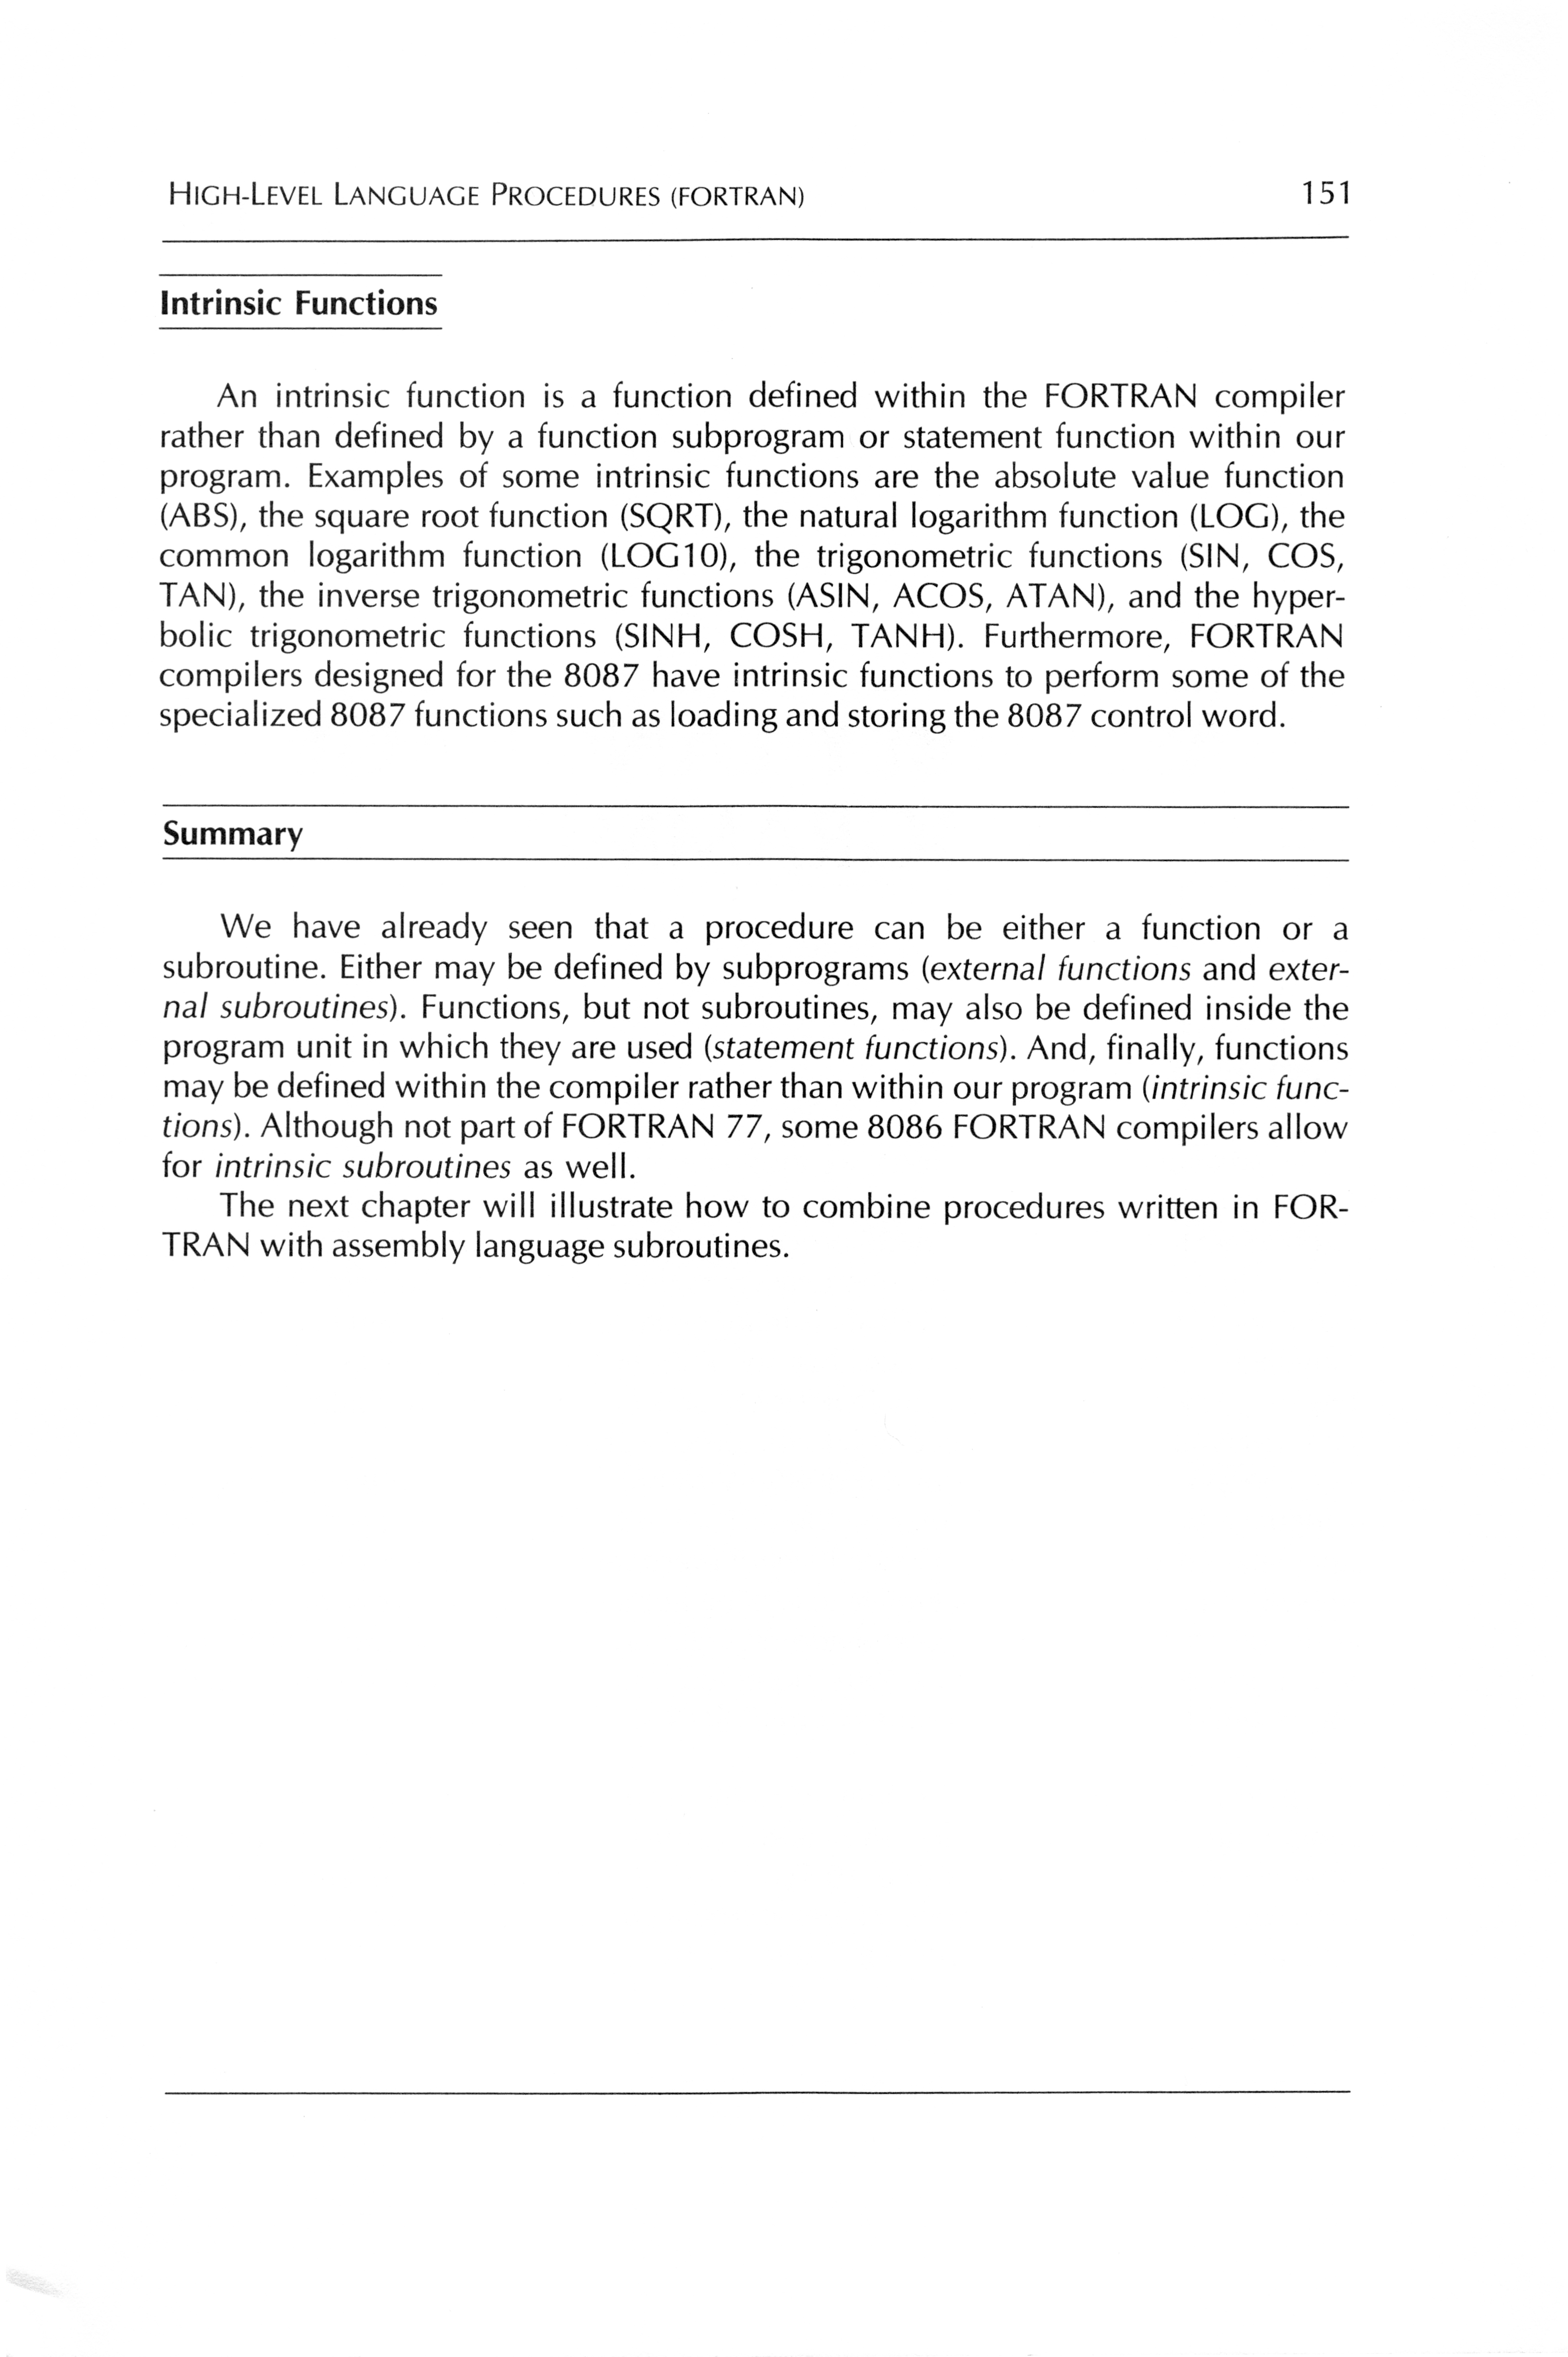 HIGH-LEVEL LANGUAGE PROCEDURES (FORTRAN) 151
Intrinsic Functions
An intrinsic function is a function defined within the FORTRAN compiler
rather than defined by a function subprogram or statement function within our
program. Examples of some intrinsic functions are the absolute value function
(ABS), the square root function (SQRT), the natural logarithm function (LOG), the
common logarithm function (LOG10), the trigonometric functions (SIN, COS,
TAN), the inverse trigonometric functions (ASIN, ACOS, ATAN), and the hyper-
bolic trigonometric functions (SINH, COSH, TANH). Furthermore, FORTRAN
compilers designed for the 8087 have intrinsic functions to perform some of the
specialized 8087 functions such as loading and storing the 8087 control word.
Summary
We have already seen that a procedure can be either a function or a
subroutine. Either may be defined by subprograms (external functions and exter-
nal subroutines). Functions, but not subroutines, may also be defined inside the
program unit in which they are used (statement functions). And, finally, functions
may be defined within the compiler rather than within our program (intrinsic func-
tions). Although not part of FORTRAN 77, some 8086 FORTRAN compilers allow
for intrinsic subroutines as well.
The next chapter will illustrate how to combine procedures written in FOR-
TRAN with assembly language subroutines.